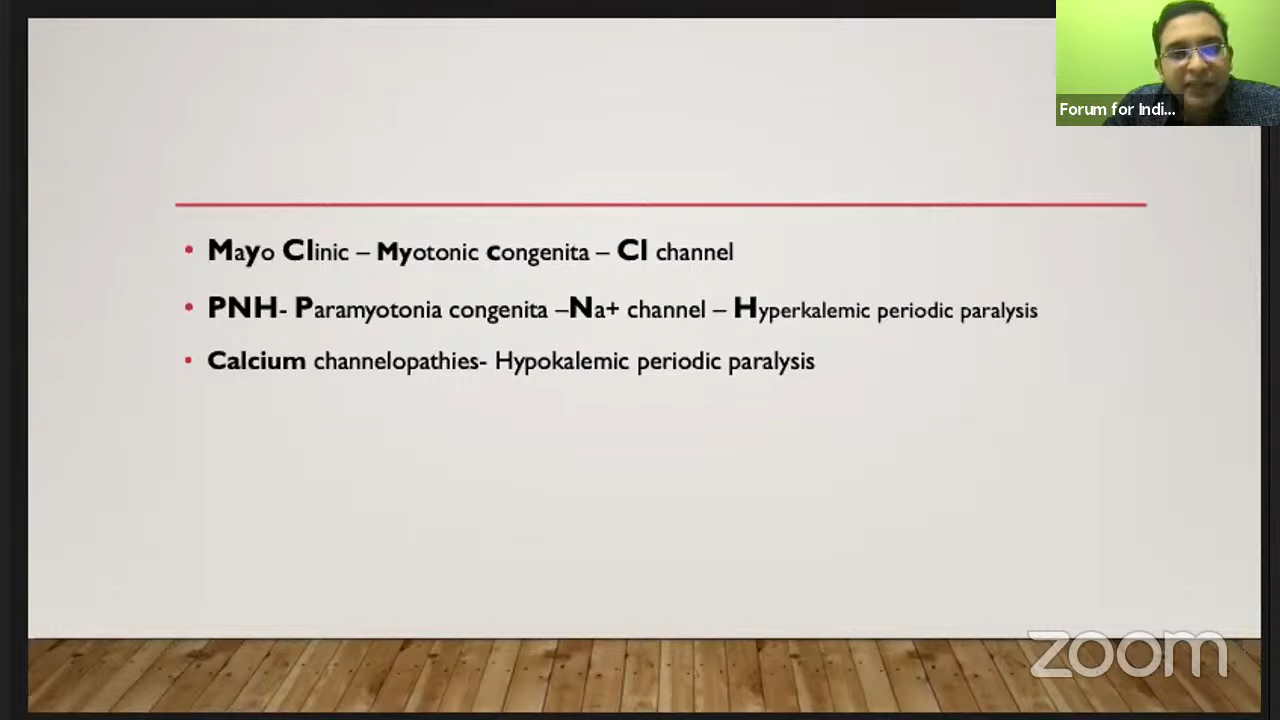 Forum for Indi...
• Mayo Clinic – Myotonic congenita – Cl channel
• PNH- Paramyotonia congenita –Na+ channel – Hyperkalemic periodic paralysis
• Calcium channelopathies- Hypokalemic periodic paralysis
zoom